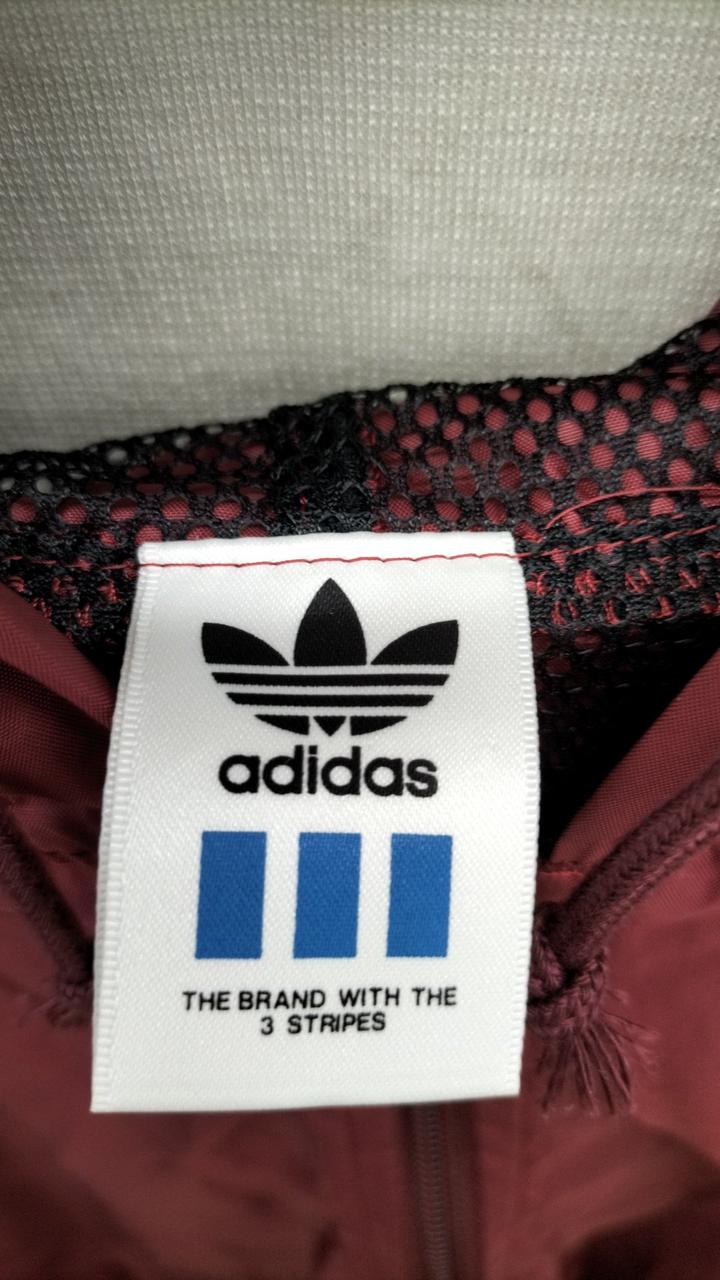 adidas
THE BRAND WITH THE
3 STRIPES